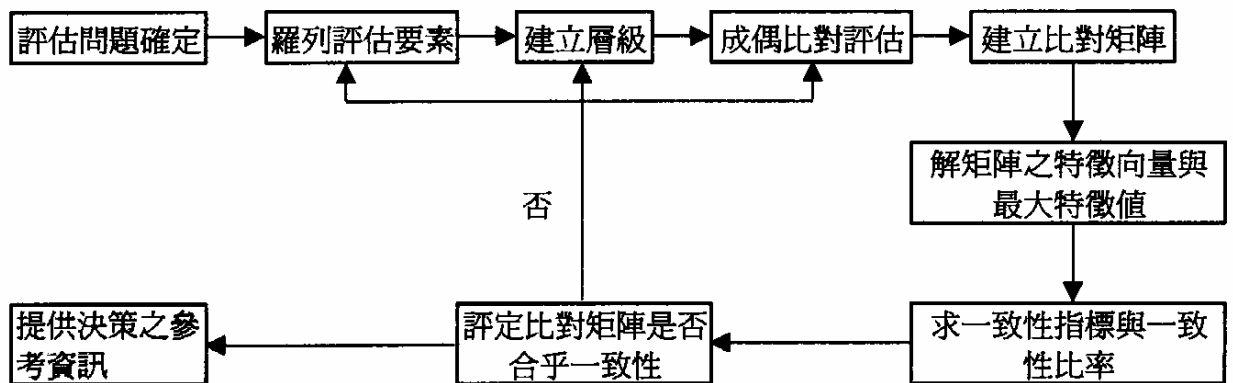 評估問題確定
羅列評估要素
建立層級
成偶比對評估
建立比對矩陣
解矩陣之特徵向量與
最大特徵值
否
提供決策之參
考資訊
評定比對矩陣是否
合乎一致性
求一致性指標與一致
性比率